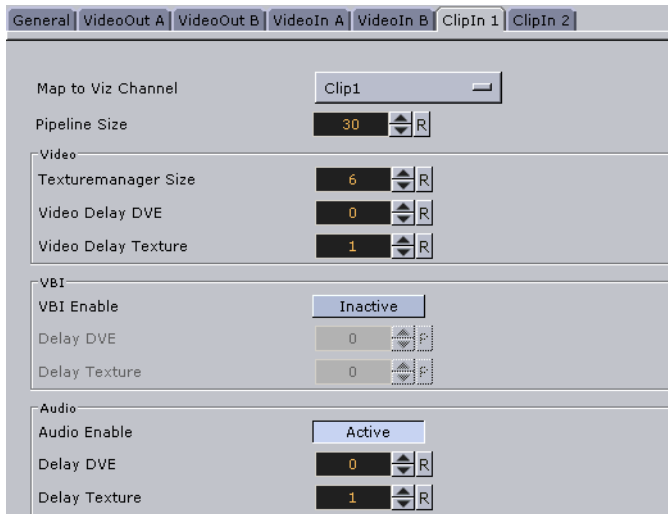 General VideoOut A VideoOut B VideoIn A VideoIn B ClipIn 1 ClipIn 2
Map to Viz Channel Clip1
Pipeline Size 30 R
Video
Texturemanager Size 6 R
Video Delay DVE 0 R
Video Delay Texture 1 R
VBI
VBI Enable Inactive
Delay DVE 0 R
Delay Texture 0 R
Audio
Audio Enable Active
Delay DVE 0 R
Delay Texture 1 R